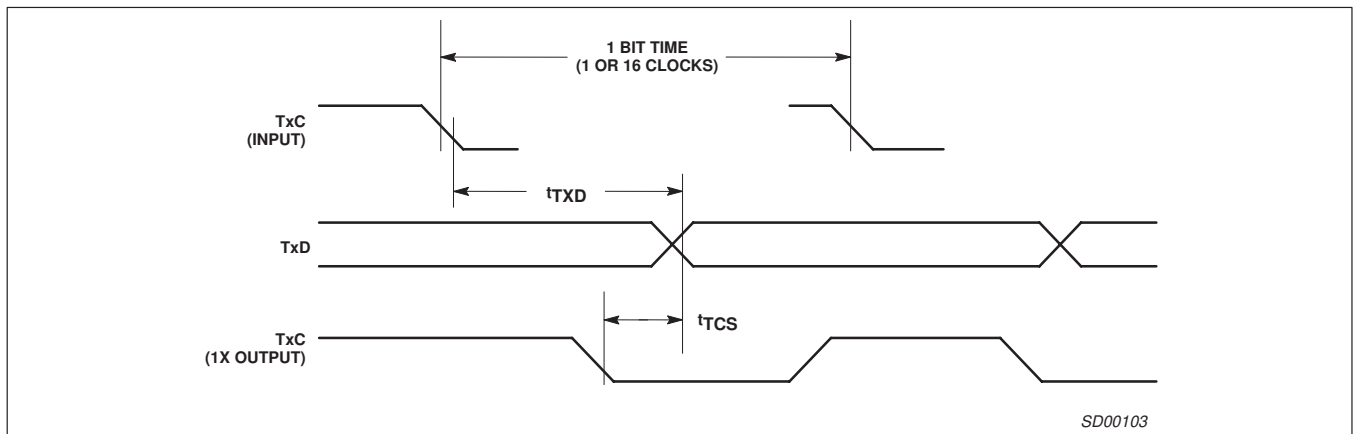 1 BIT TIME
(1 OR 16 CLOCKS)
TxC
(INPUT)
tTXD
TxD
tTCS
TxC
(1X OUTPUT)
SD00103